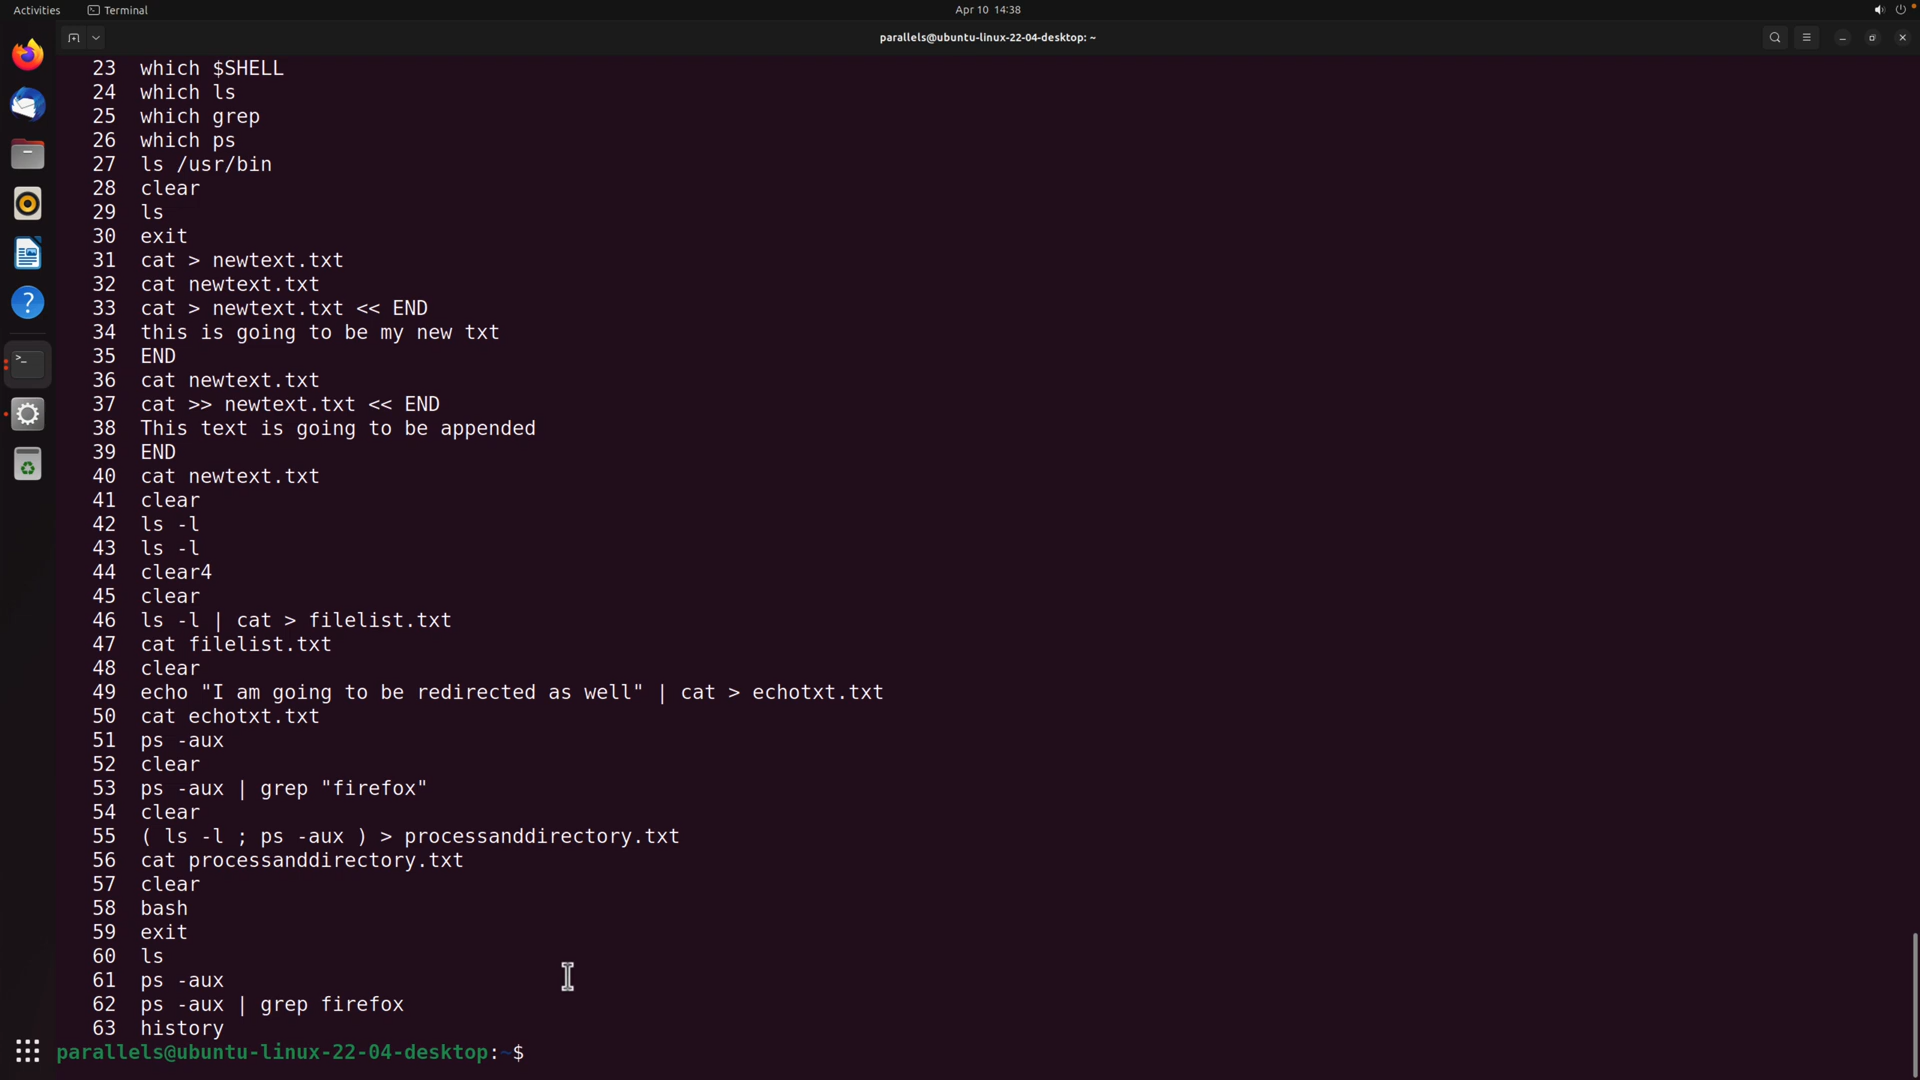 Activities Terminal Apr 10 14:38
parallels@ubuntu-linux-22-04-desktop: ~
23 which $SHELL
24 which ls
25 which grep
26 which ps
27 ls /usr/bin
28 clear
29 ls
30 exit
31 cat > newtext.txt
32 cat newtext.txt
33 cat > newtext.txt << END
34 this is going to be my new txt
35 END
36 cat newtext.txt
37 cat >> newtext.txt << END
38 This text is going to be appended
39 END
40 cat newtext.txt
41 clear
42 ls -l
43 ls -l
44 clear4
45 clear
46 ls -l | cat > filelist.txt
47 cat filelist.txt
48 clear
49 echo "I am going to be redirected as well" | cat > echotxt.txt
50 cat echotxt.txt
51 ps -aux
52 clear
53 ps -aux | grep "firefox"
54 clear
55 ( ls -l ; ps -aux ) > processanddirectory.txt
56 cat processanddirectory.txt
57 clear
58 bash
59 exit
60 ls
61 ps -aux
62 ps -aux | grep firefox
63 history
parallels@ubuntu-linux-22-04-desktop:~$